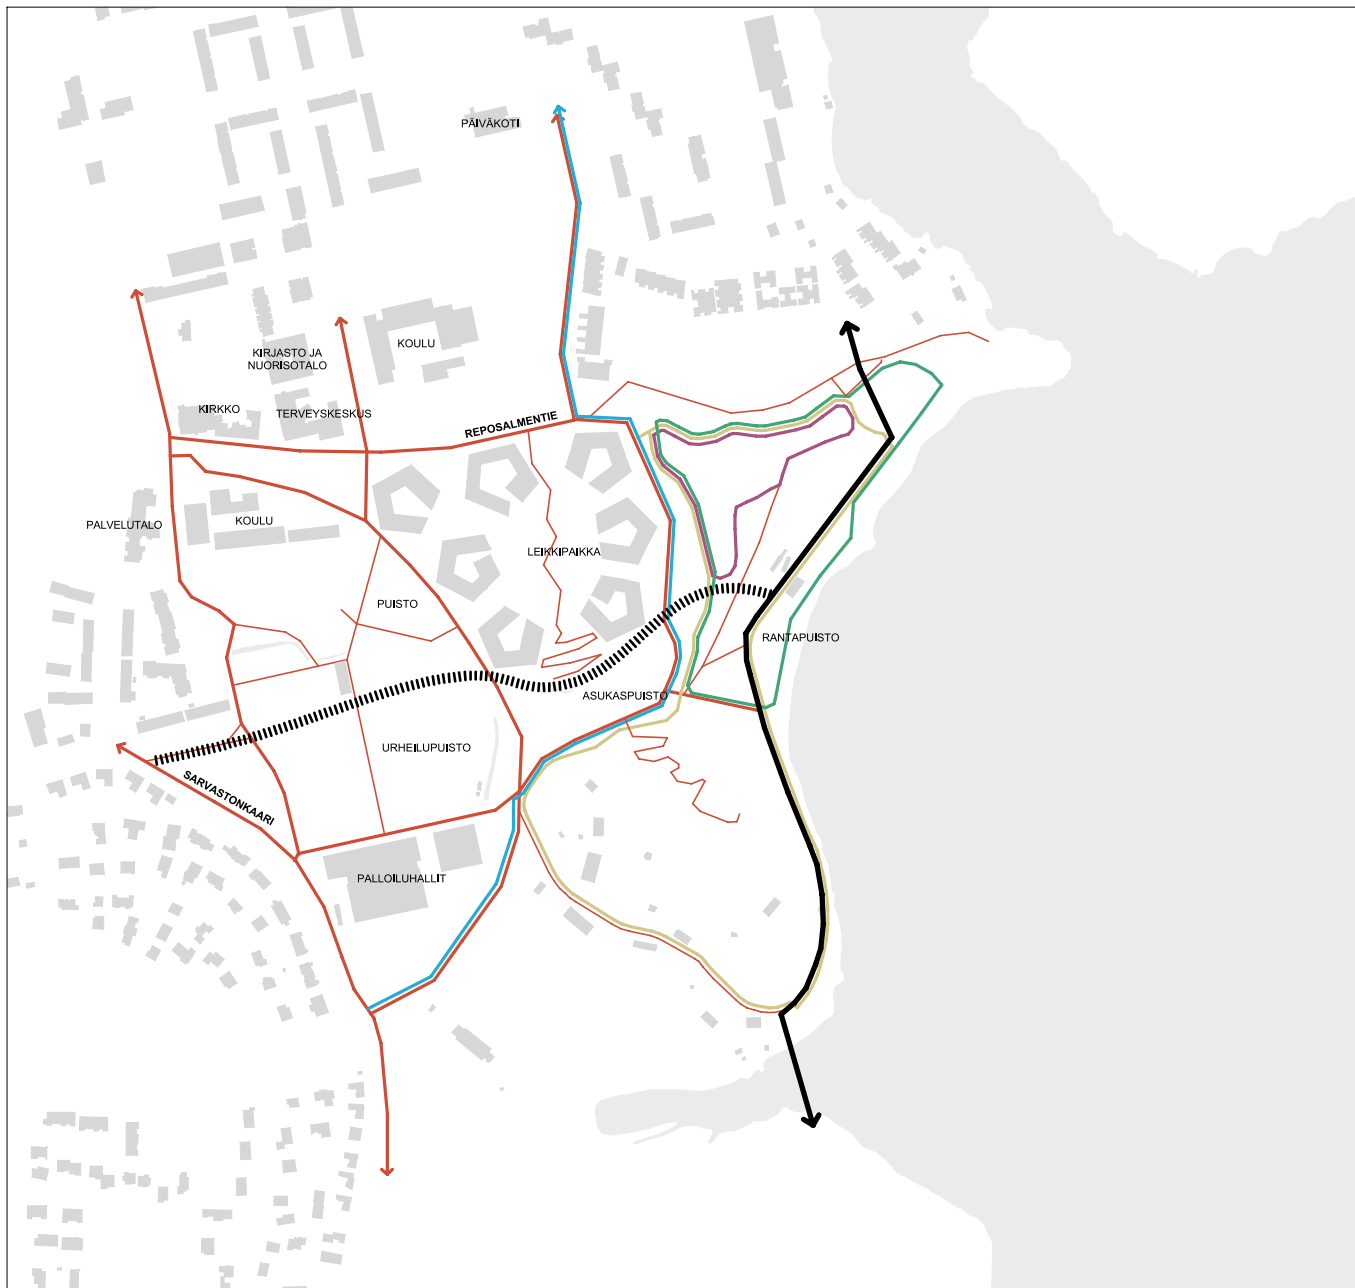 PÄIVÄKOTI
KOULU
KIRJASTO JA
NUORISOTALO
KIRKKO
TERVEYSKESKUS
REPOSALMENTIE
PALVELUTALO
KOULU
LEIKKIPAIKKA
PUISTO
RANTAPUISTO
ASUKASPUISTO
URHEILUPUISTO
SARVASTONKAARI
PALLOILUHALLIT